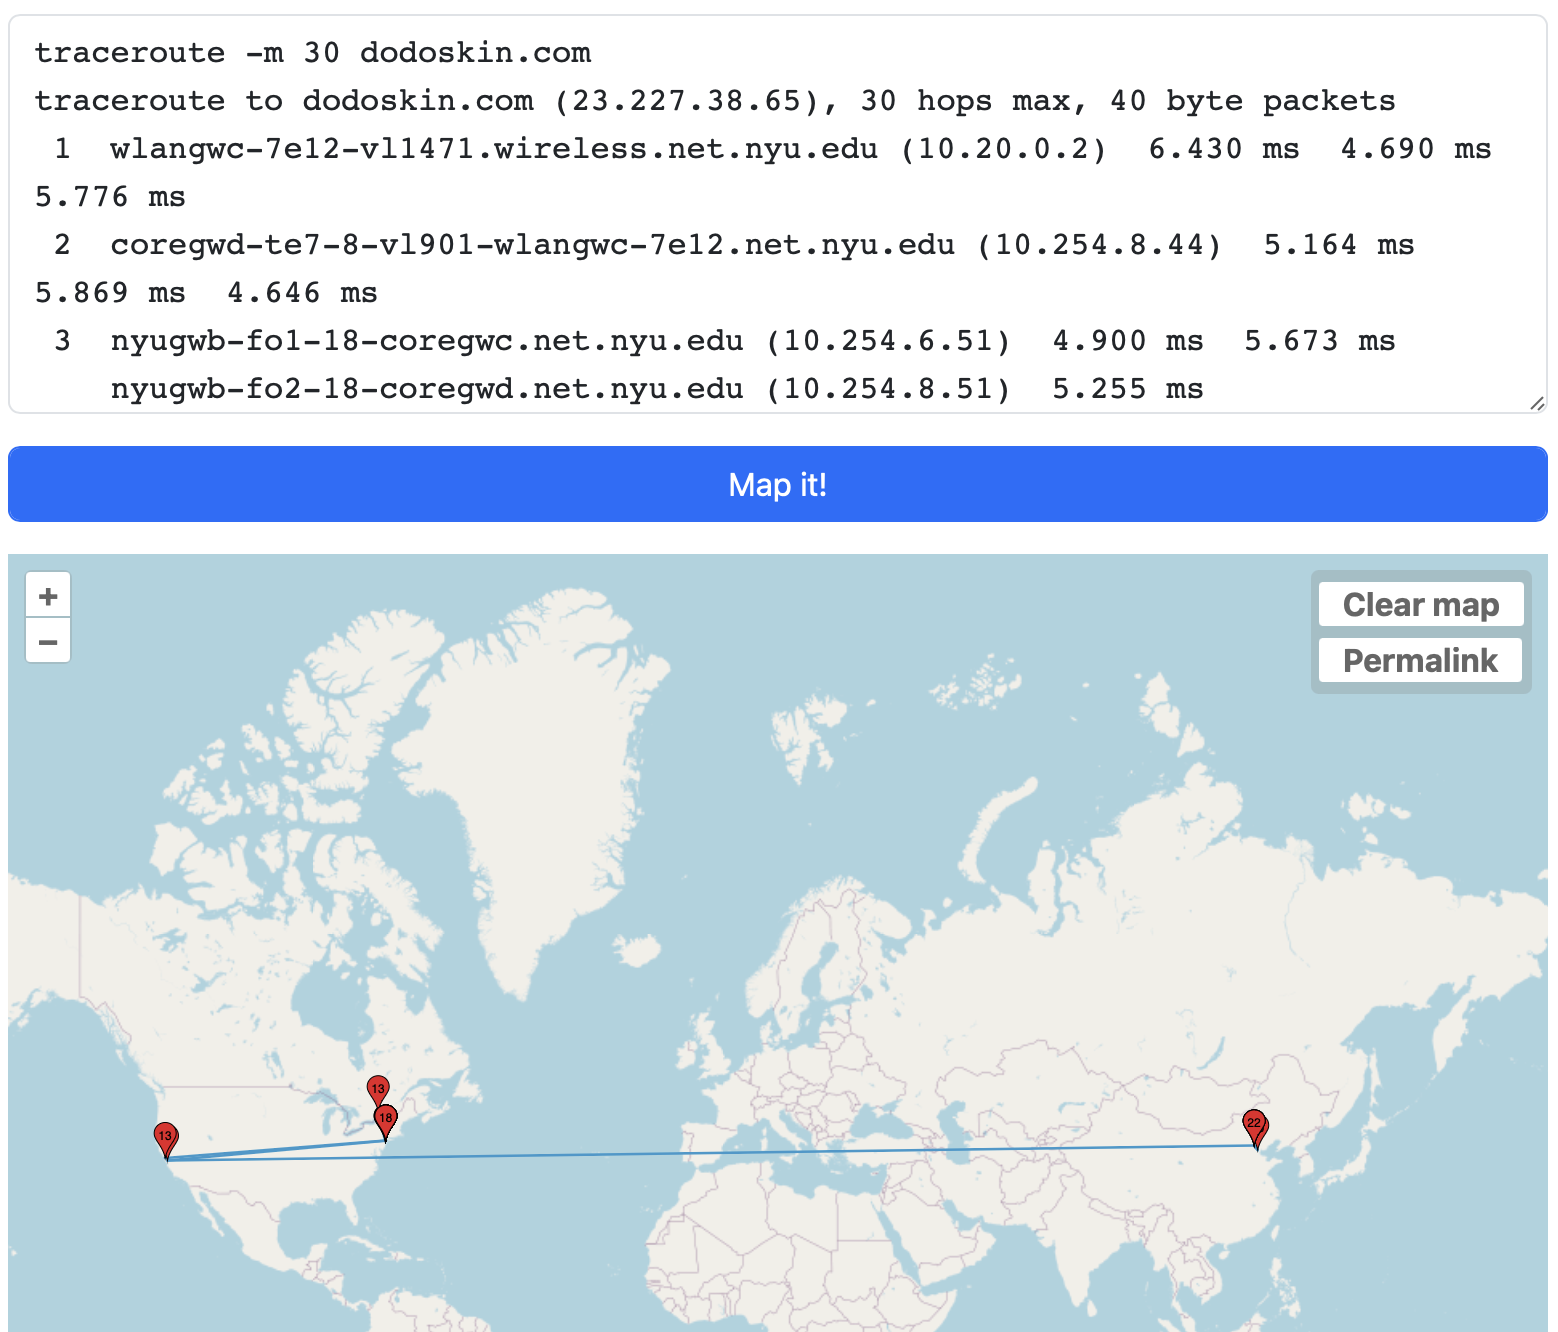 traceroute -m 30 dodoskin.com
traceroute to dodoskin.com (23.227.38.65), 30 hops max, 40 byte packets
 1  wlangwc-7e12-vl1471.wireless.net.nyu.edu (10.20.0.2)  6.430 ms  4.690 ms
5.776 ms
 2  coregwd-te7-8-vl901-wlangwc-7e12.net.nyu.edu (10.254.8.44)  5.164 ms
5.869 ms  4.646 ms
 3  nyugwb-fo1-18-coregwc.net.nyu.edu (10.254.6.51)  4.900 ms  5.673 ms
    nyugwb-fo2-18-coregwd.net.nyu.edu (10.254.8.51)  5.255 ms
Map it!
+
−
Clear map
Permalink
13
18
13
22